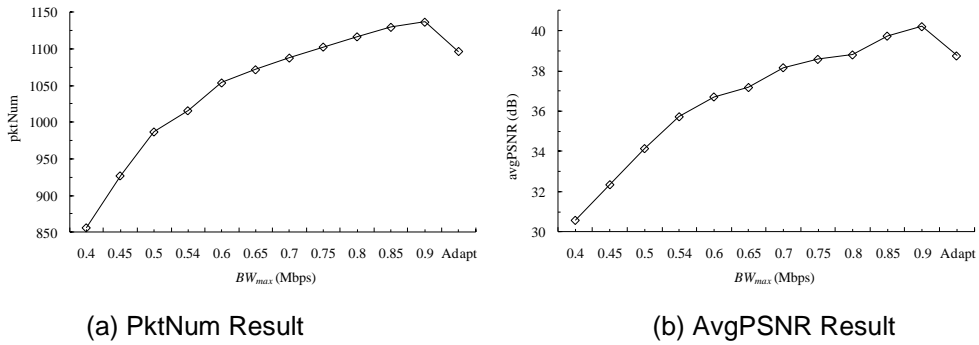 1150
1100
1050
1000
950
900
850
pktNum
0.4 0.45 0.5 0.54 0.6 0.65 0.7 0.75 0.8 0.85 0.9 Adapt
BWmax (Mbps)
(a) PktNum Result
40
38
36
34
32
30
avgPSNR (dB)
0.4 0.45 0.5 0.54 0.6 0.65 0.7 0.75 0.8 0.85 0.9 Adapt
BWmax (Mbps)
(b) AvgPSNR Result